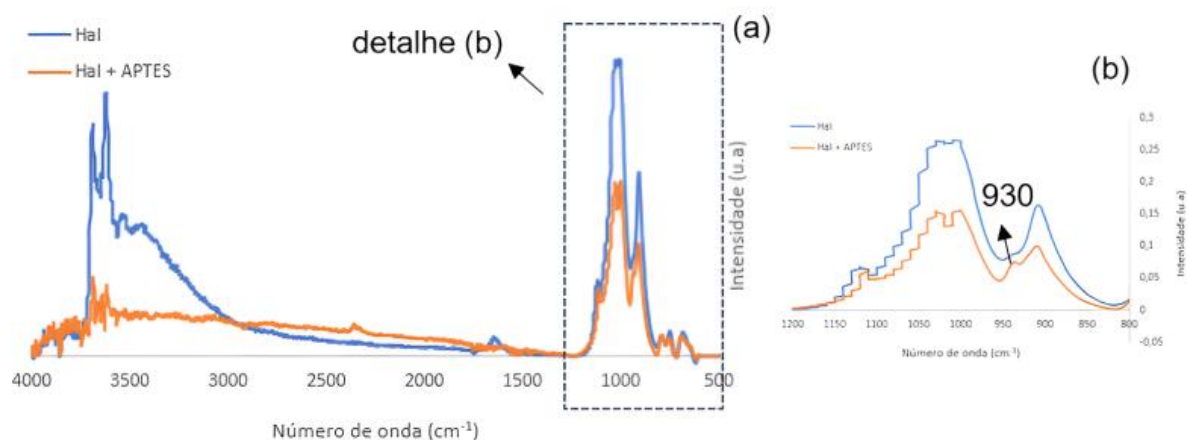 Hal
Hal + APTES
detalhe (b)
(a)
Intensidade (u.a)
4000 3500 3000 2500 2000 1500 1000 500
Número de onda (cm-1)
(b)
Hal
Hal + APTES
930
0,3
0,25
0,2
0,15
0,1
0,05
0
-0,05
Intensidade (u.a)
1200 1150 1100 1050 1000 950 900 850 800
Número de onda (cm-1)